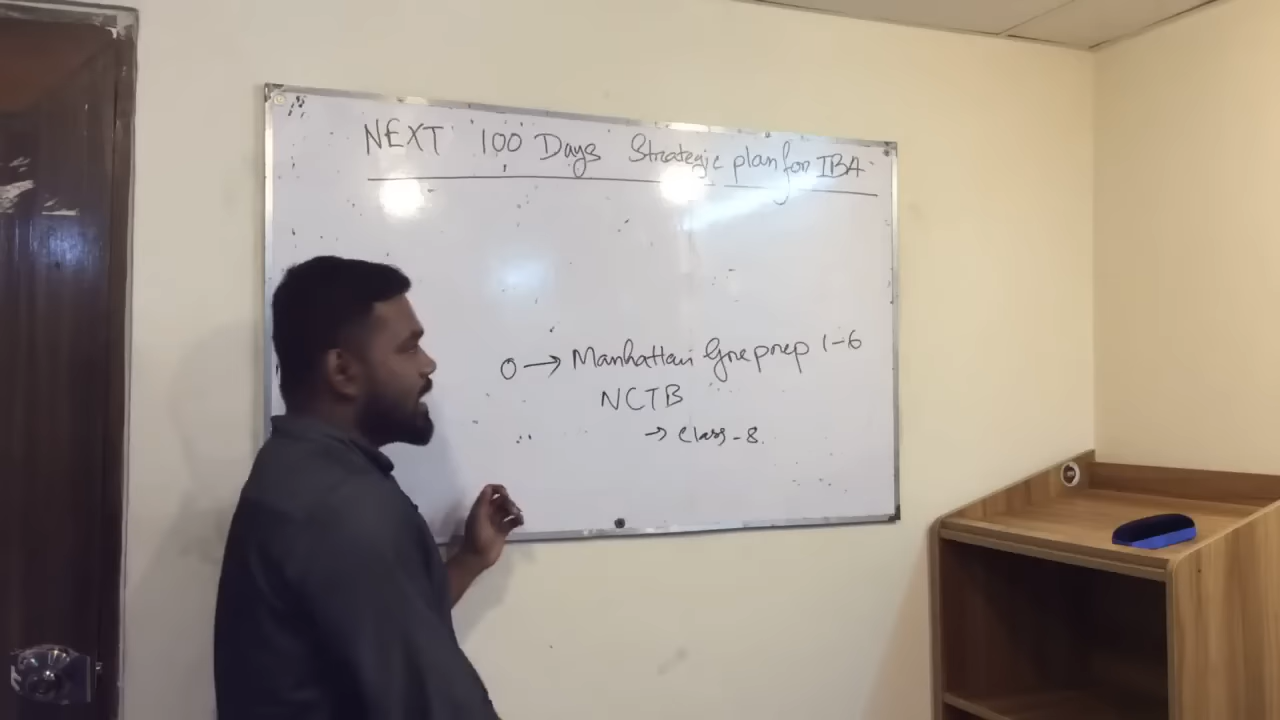 NEXT 100 Days Strategic plan for IBA
0 → Manhattan Gre prep 1-6
NCTB
→ Class-8.